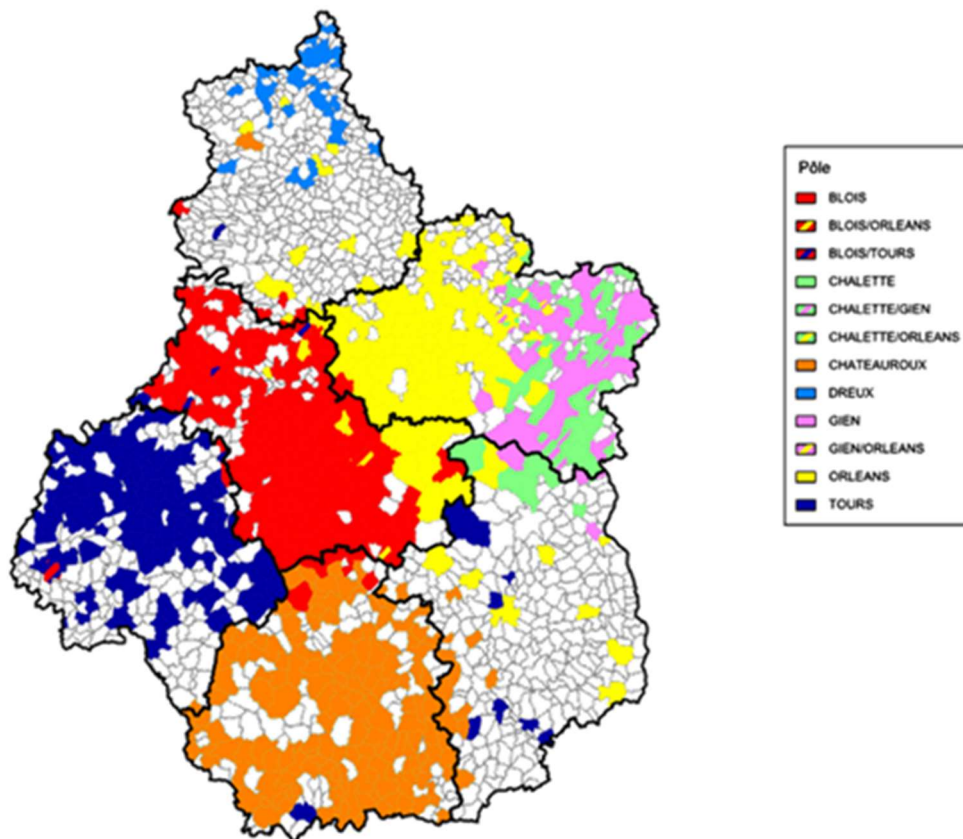 Pôle
BLOIS
BLOIS/ORLEANS
BLOIS/TOURS
CHALETTE
CHALETTE/GIEN
CHALETTE/ORLEANS
CHATEAUROUX
DREUX
GIEN
GIEN/ORLEANS
ORLEANS
TOURS